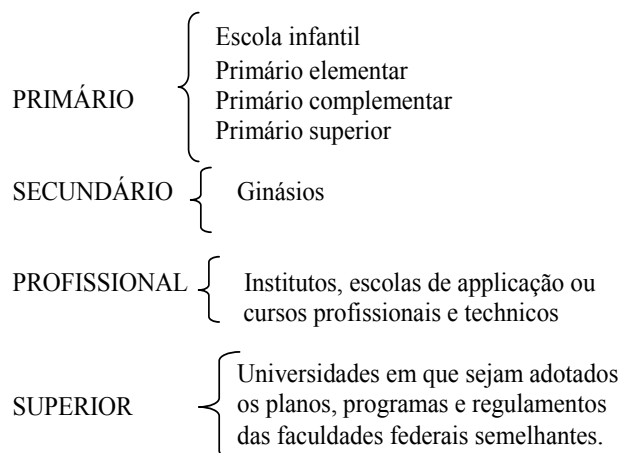 Escola infantil
Primário elementar
PRIMÁRIO
Primário complementar
Primário superior
SECUNDÁRIO
Ginásios
PROFISSIONAL
Institutos, escolas de applicação ou
cursos profissionais e technicos
Universidades em que sejam adotados
SUPERIOR
os planos, programas e regulamentos
das faculdades federais semelhantes.